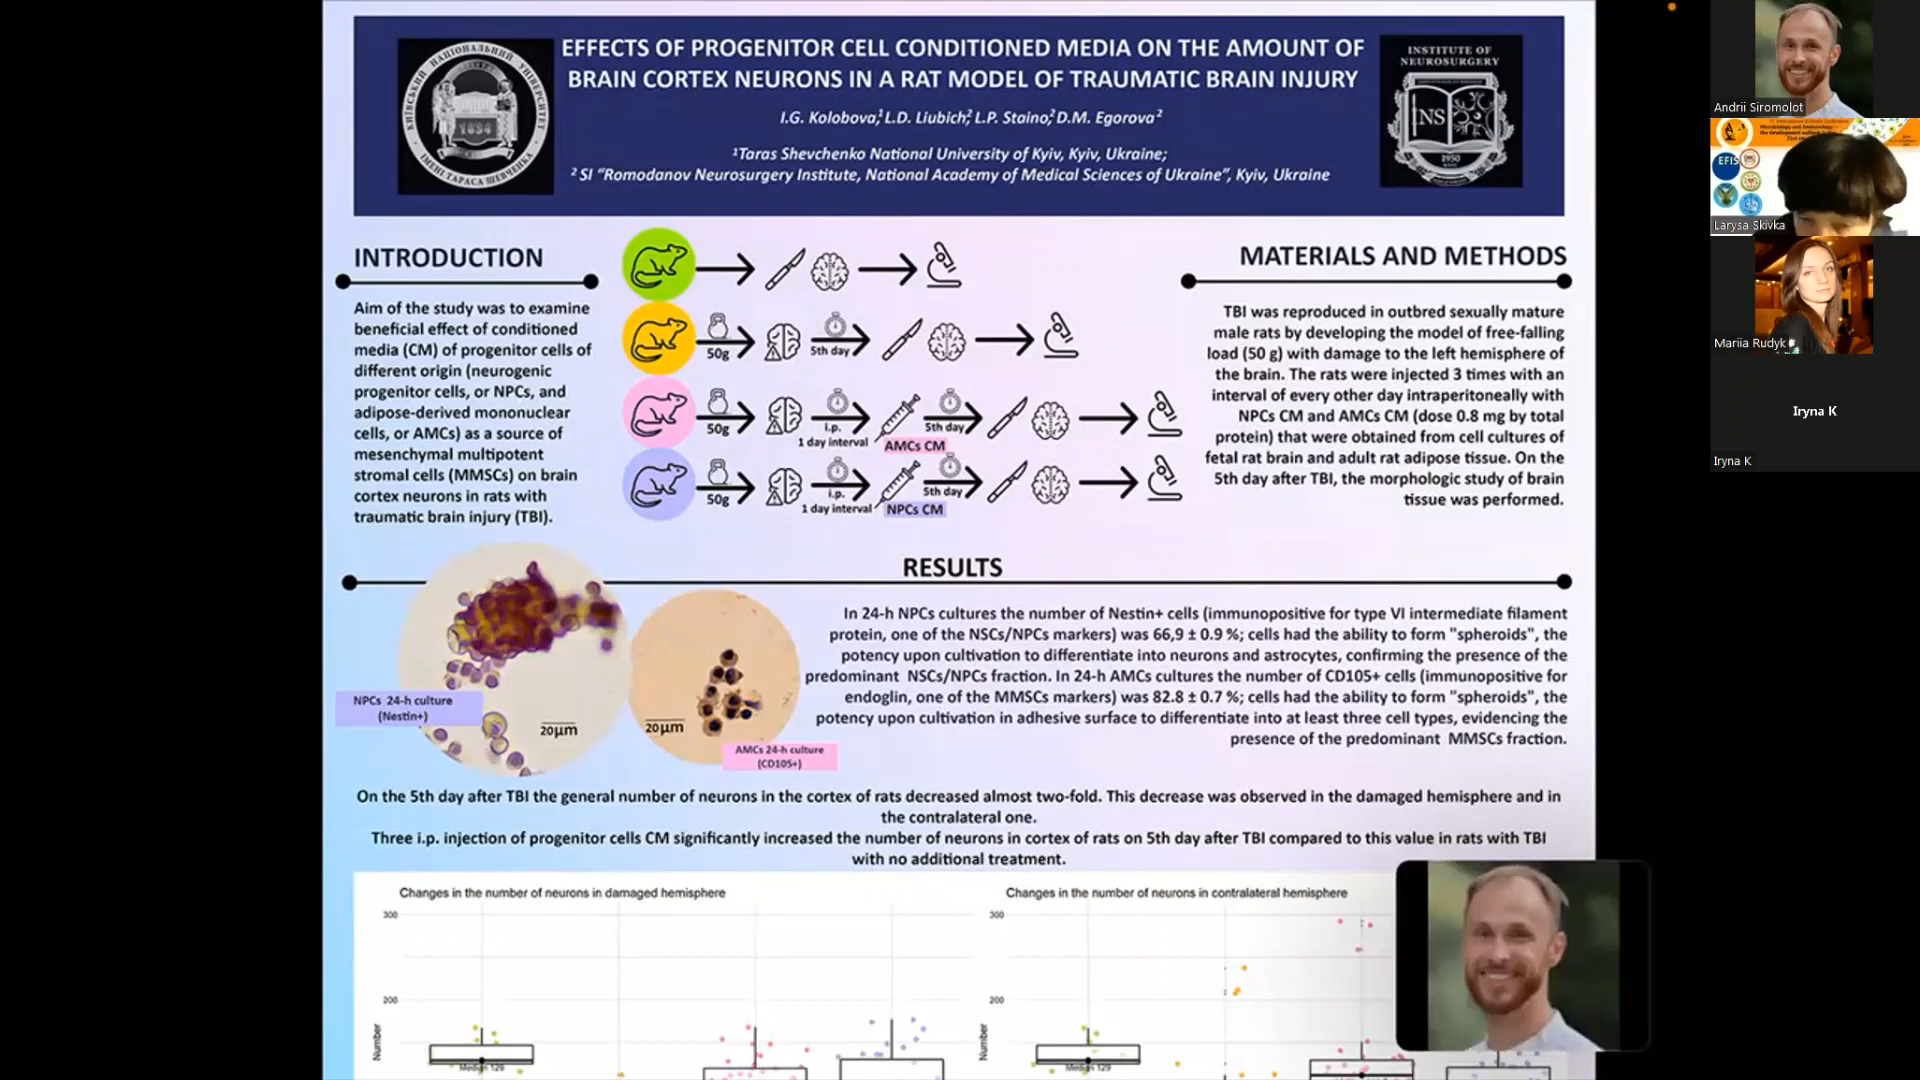 EFFECTS OF PROGENITOR CELL CONDITIONED MEDIA ON THE AMOUNT OF
BRAIN CORTEX NEURONS IN A RAT MODEL OF TRAUMATIC BRAIN INJURY
I.G. Kolobova,¹ L.D. Liubich,² L.P. Staino,² D.M. Egorova²
¹Taras Shevchenko National University of Kyiv, Kyiv, Ukraine;
² SI "Romodanov Neurosurgery Institute, National Academy of Medical Sciences of Ukraine", Kyiv, Ukraine
КИЇВСЬКИЙ НАЦІОНАЛЬНИЙ УНІВЕРСИТЕТ
ІМЕНІ ТАРАСА ШЕВЧЕНКА
1834
INSTITUTE OF
NEUROSURGERY
INS
1950
INTRODUCTION
Aim of the study was to examine
beneficial effect of conditioned
media (CM) of progenitor cells of
different origin (neurogenic
progenitor cells, or NPCs, and
adipose-derived mononuclear
cells, or AMCs) as a source of
mesenchymal multipotent
stromal cells (MMSCs) on brain
cortex neurons in rats with
traumatic brain injury (TBI).
50g
5th day
50g
i.p.
1 day interval
AMCs CM
5th day
50g
i.p.
1 day interval
NPCs CM
5th day
MATERIALS AND METHODS
TBI was reproduced in outbred sexually mature
male rats by developing the model of free-falling
load (50 g) with damage to the left hemisphere of
the brain. The rats were injected 3 times with an
interval of every other day intraperitoneally with
NPCs CM and AMCs CM (dose 0.8 mg by total
protein) that were obtained from cell cultures of
fetal rat brain and adult rat adipose tissue. On the
5th day after TBI, the morphologic study of brain
tissue was performed.
RESULTS
NPCs 24-h culture
(Nestin+)
20µm
20µm
AMCs 24-h culture
(CD105+)
In 24-h NPCs cultures the number of Nestin+ cells (immunopositive for type VI intermediate filament
protein, one of the NSCs/NPCs markers) was 66,9 ± 0.9 %; cells had the ability to form "spheroids", the
potency upon cultivation to differentiate into neurons and astrocytes, confirming the presence of the
predominant NSCs/NPCs fraction. In 24-h AMCs cultures the number of CD105+ cells (immunopositive for
endoglin, one of the MMSCs markers) was 82.8 ± 0.7 %; cells had the ability to form "spheroids", the
potency upon cultivation in adhesive surface to differentiate into at least three cell types, evidencing the
presence of the predominant MMSCs fraction.
On the 5th day after TBI the general number of neurons in the cortex of rats decreased almost two-fold. This decrease was observed in the damaged hemisphere and in
the contralateral one.
Three i.p. injection of progenitor cells CM significantly increased the number of neurons in cortex of rats on 5th day after TBI compared to this value in rats with TBI
with no additional treatment.
Changes in the number of neurons in damaged hemisphere
300
200
Number
Median 129
Changes in the number of neurons in contralateral hemisphere
300
200
Number
Median 129
Andrii Siromolot
EFIS
Larysa Skivka
Mariia Rudyk
Iryna K
Iryna K